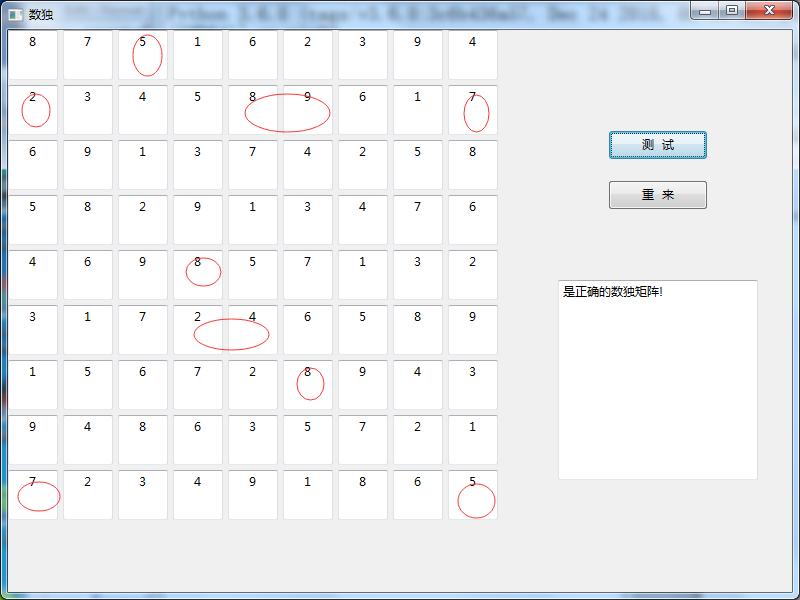 数独
8 7 5 1 6 2 3 9 4
2 3 4 5 8 9 6 1 7
测 试
6 9 1 3 7 4 2 5 8
重 来
5 8 2 9 1 3 4 7 6
4 6 9 8 5 7 1 3 2
是正确的数独矩阵!
3 1 7 2 4 6 5 8 9
1 5 6 7 2 8 9 4 3
9 4 8 6 3 5 7 2 1
7 2 3 4 9 1 8 6 5